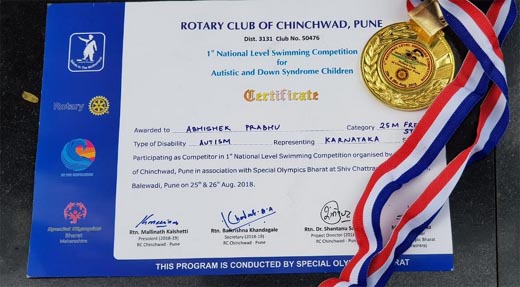 ROTARY CLUB OF CHINCHWAD, PUNE
Dist. 3131 Club No. 50476
1st National Level Swimming Competition
for
Autistic and Down Syndrome Children
Certificate
Rotary
Awarded to ABHISHEK PRABHU Category 25M FRE
Type of Disability AUTISM Representing KARNATAKA
Participating as Competitor in 1st National Level Swimming Competition organised by
of Chinchwad, Pune in association with Special Olympics Bharat at Shiv Chattra
Balewadi, Pune on 25th & 26th Aug. 2018.
Special Olympics
Bharat
Maharashtra
Rtn. Mallinath Kalshetti
President (2018-19)
RC Chinchwad - Pune
Rtn. Balkrishna Khandagale
Secretary (2018-19)
RC Chinchwad - Pune
Rtn. Dr. Shantanu
Project Director
RC Chinchwad
Bharat
THIS PROGRAM IS CONDUCTED BY SPECIAL OLYMPICS BHARAT